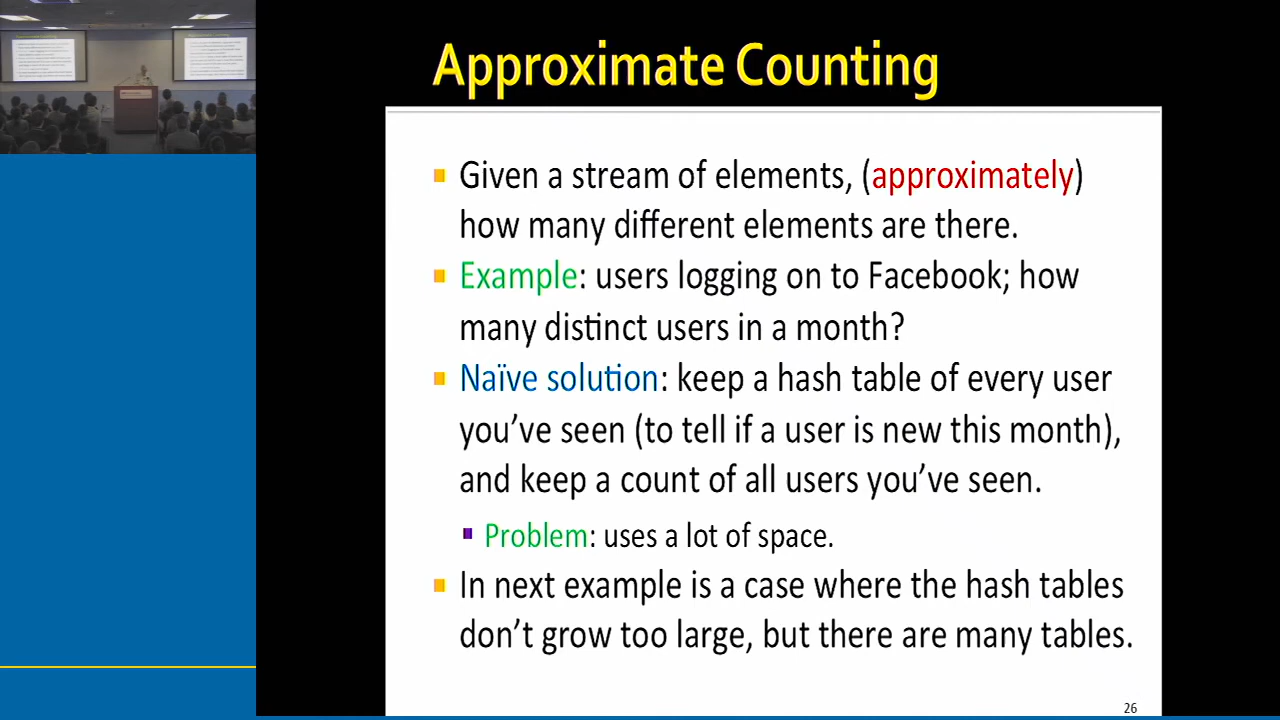 Approximate Counting
Given a stream of elements, (approximately)
how many different elements are there.
Example: users logging on to Facebook; how
many distinct users in a month?
Naïve solution: keep a hash table of every user
you’ve seen (to tell if a user is new this month),
and keep a count of all users you’ve seen.
Problem: uses a lot of space.
In next example is a case where the hash tables
don’t grow too large, but there are many tables.
26